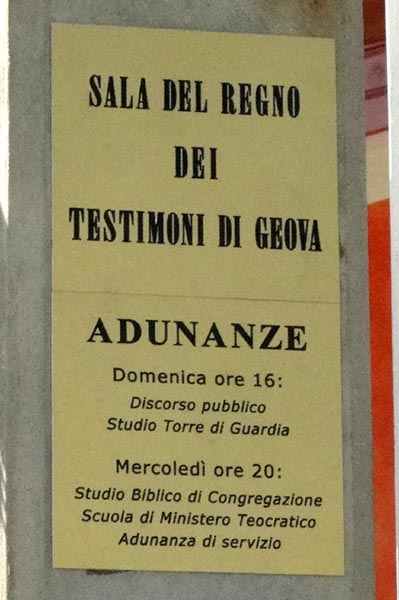 SALA DEL REGNO
DEI
TESTIMONI DI GEOVA
ADUNANZE
Domenica ore 16:
Discorso pubblico
Studio Torre di Guardia
Mercoledì ore 20:
Studio Biblico di Congregazione
Scuola di Ministero Teocratico
Adunanza di servizio